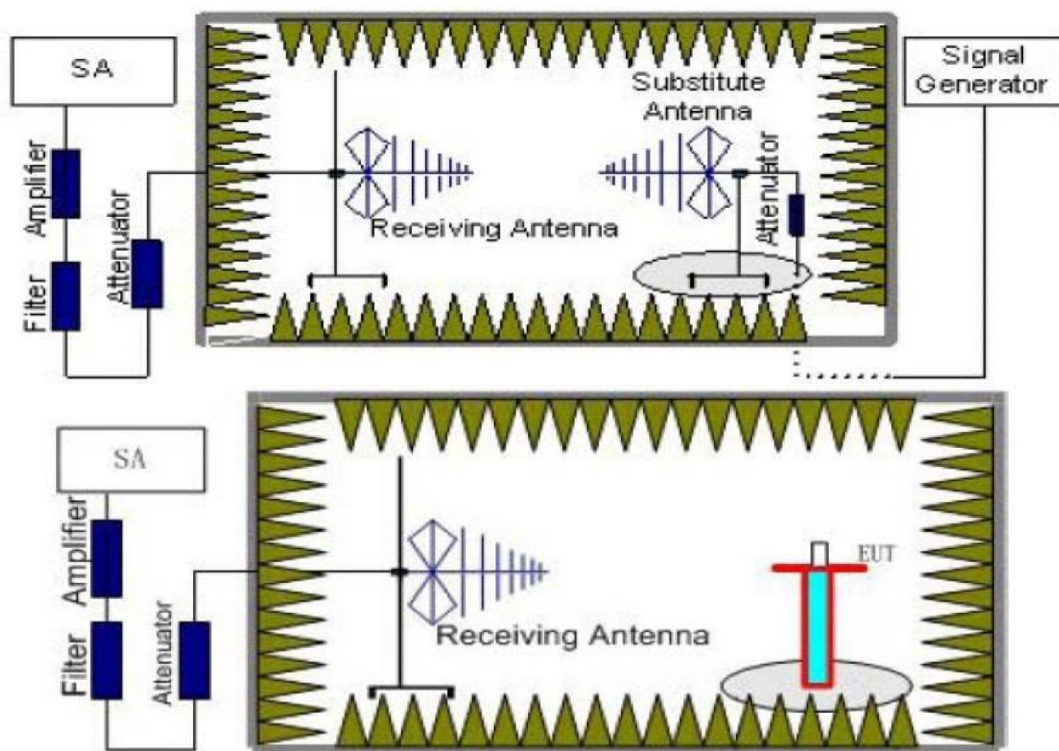 SA
Signal
Generator
Substitute
Antenna
Amplifier
Attenuator
Filter
Attenuator
Receiving Antenna
SA
Amplifier
EUT
Filter
Attenuator
Receiving Antenna